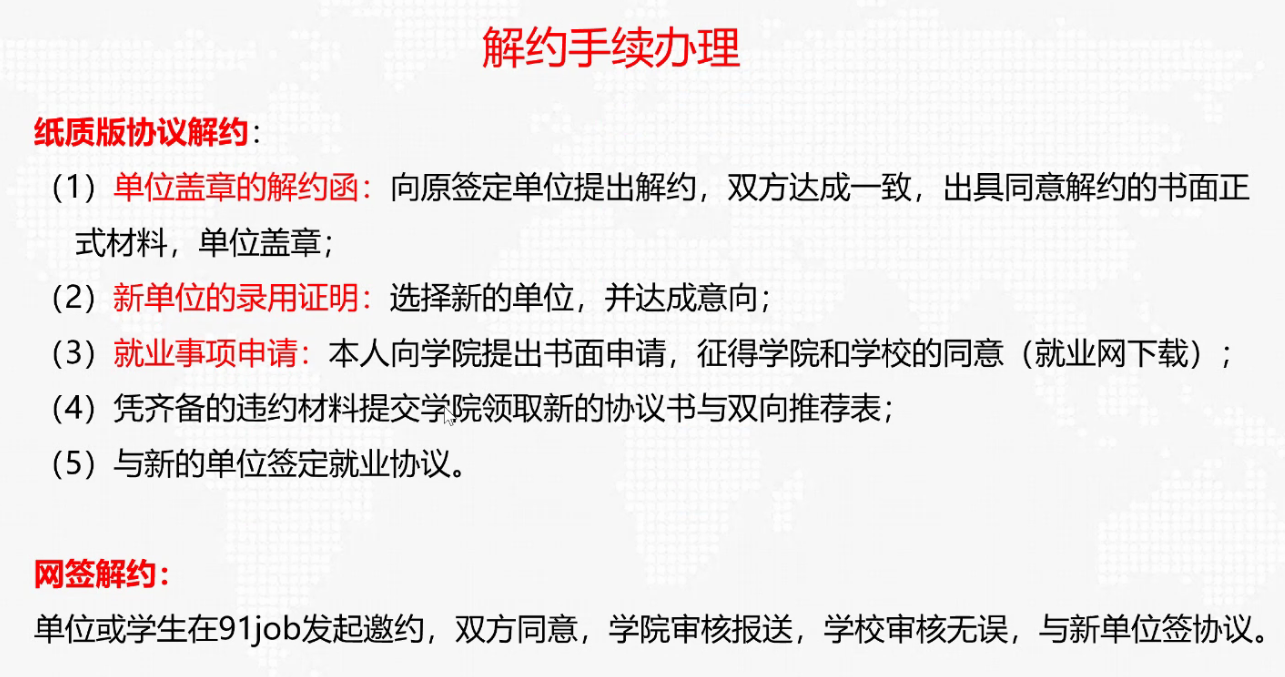 解约手续办理
纸质版协议解约：
（1）单位盖章的解约函：向原签定单位提出解约，双方达成一致，出具同意解约的书面正
式材料，单位盖章；
（2）新单位的录用证明：选择新的单位，并达成意向；
（3）就业事项申请：本人向学院提出书面申请，征得学院和学校的同意（就业网下载）；
（4）凭齐备的违约材料提交学院领取新的协议书与双向推荐表；
（5）与新的单位签定就业协议。
网签解约：
单位或学生在91job发起邀约，双方同意，学院审核报送，学校审核无误，与新单位签协议。